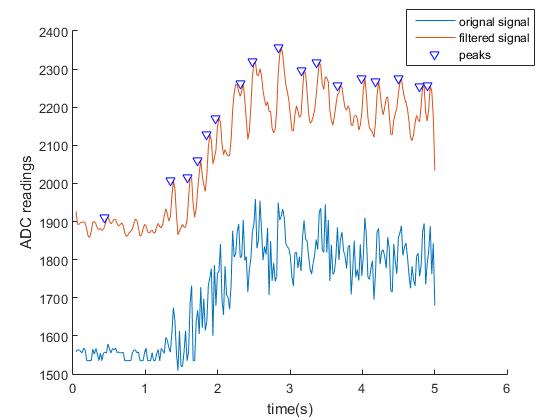 orignal signal
filtered signal
peaks
2400
2300
2200
2100
2000
1900
1800
1700
1600
1500
ADC readings
0 1 2 3 4 5 6
time(s)